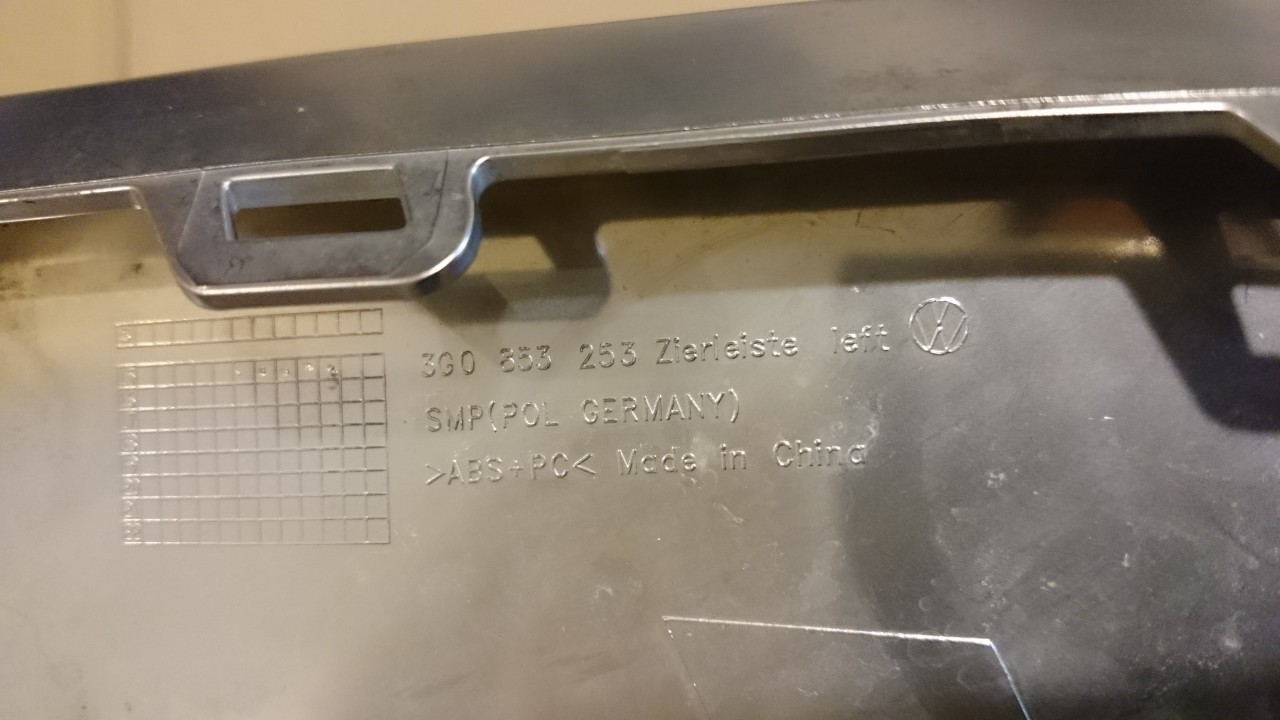 3G0 853 253 Zierleiste left
SMP(POL GERMANY)
>ABS+PC< Made in China